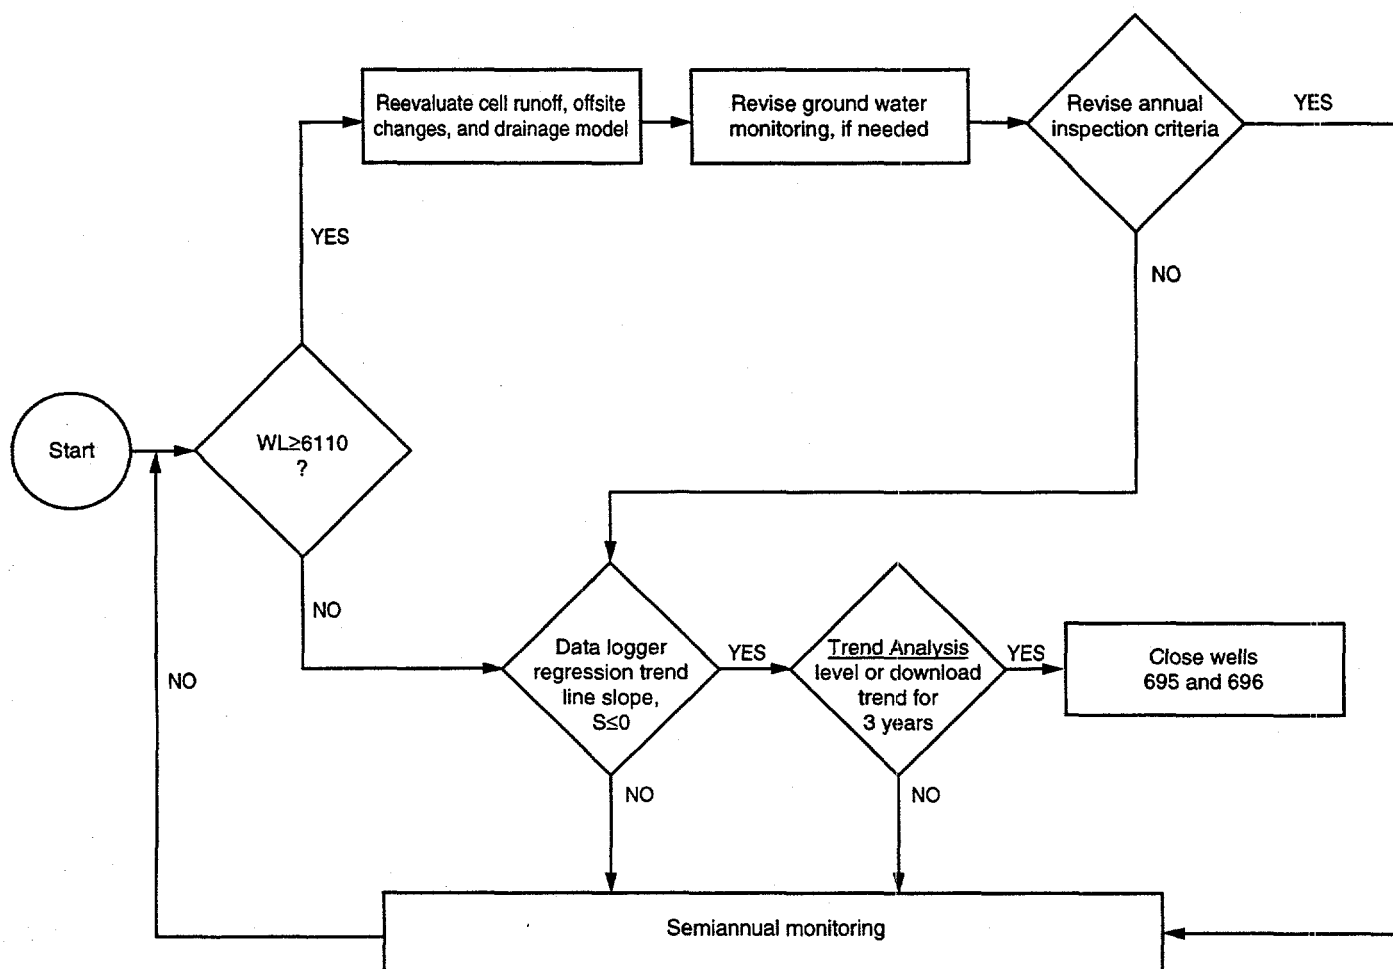 Reevaluate cell runoff, offsite
changes, and drainage model
Revise ground water
monitoring, if needed
Revise annual
inspection criteria
YES
YES
NO
Start
WL≥6110
?
NO
NO
Data logger
regression trend
line slope,
S≤0
YES
Trend Analysis
level or download
trend for
3 years
YES
Close wells
695 and 696
NO
NO
Semiannual monitoring